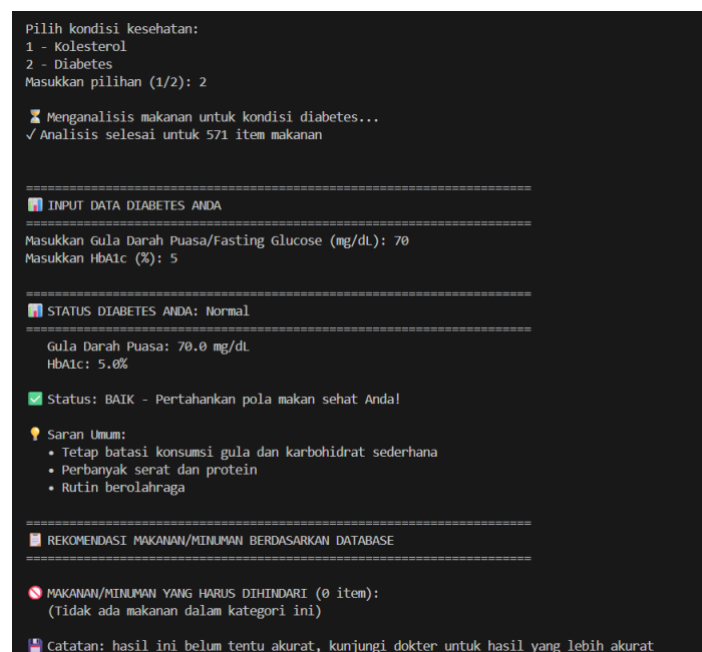 Pilih kondisi kesehatan:
1 - Kolesterol
2 - Diabetes
Masukkan pilihan (1/2): 2
⏳ Menganalisis makanan untuk kondisi diabetes...
✓ Analisis selesai untuk 571 item makanan
======================================================================
📊 INPUT DATA DIABETES ANDA
======================================================================
Masukkan Gula Darah Puasa/Fasting Glucose (mg/dL): 70
Masukkan HbA1c (%): 5
======================================================================
📊 STATUS DIABETES ANDA: Normal
======================================================================
Gula Darah Puasa: 70.0 mg/dL
HbA1c: 5.0%
✅ Status: BAIK - Pertahankan pola makan sehat Anda!
💡 Saran Umum:
• Tetap batasi konsumsi gula dan karbohidrat sederhana
• Perbanyak serat dan protein
• Rutin berolahraga
======================================================================
📋 REKOMENDASI MAKANAN/MINUMAN BERDASARKAN DATABASE
======================================================================
🚫 MAKANAN/MINUMAN YANG HARUS DIHINDARI (0 item):
(Tidak ada makanan dalam kategori ini)
💾 Catatan: hasil ini belum tentu akurat, kunjungi dokter untuk hasil yang lebih akurat